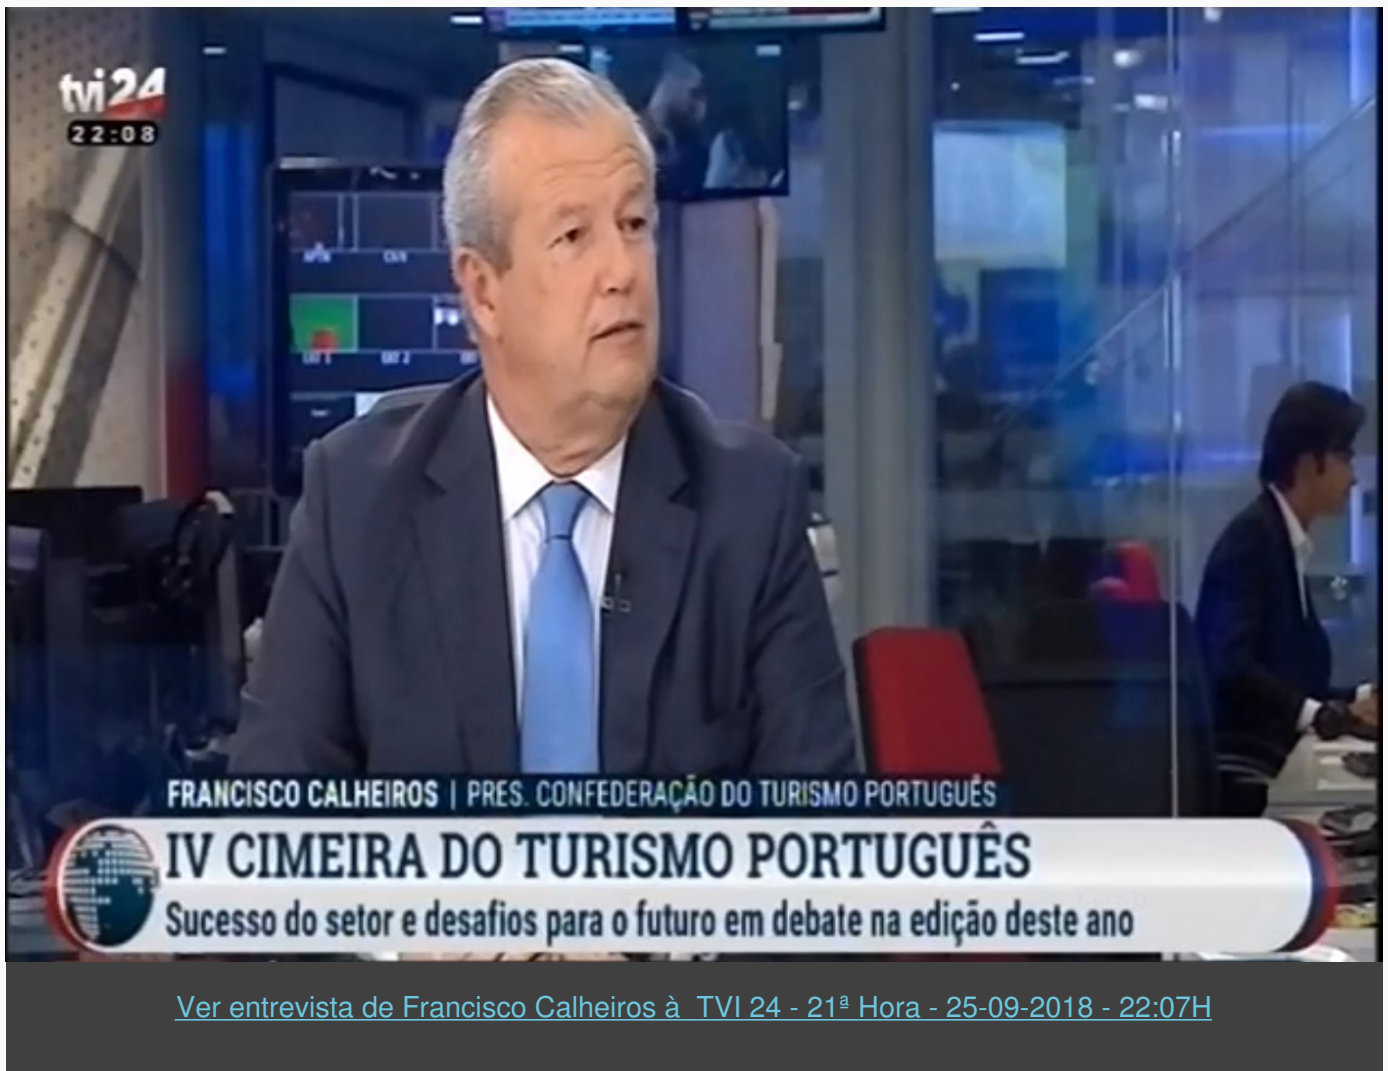 tvi24
22:08
FRANCISCO CALHEIROS | PRES. CONFEDERAÇÃO DO TURISMO PORTUGUÊS
IV CIMEIRA DO TURISMO PORTUGUÊS
Sucesso do setor e desafios para o futuro em debate na edição deste ano
Ver entrevista de Francisco Calheiros à TVI 24 - 21ª Hora - 25-09-2018 - 22:07H